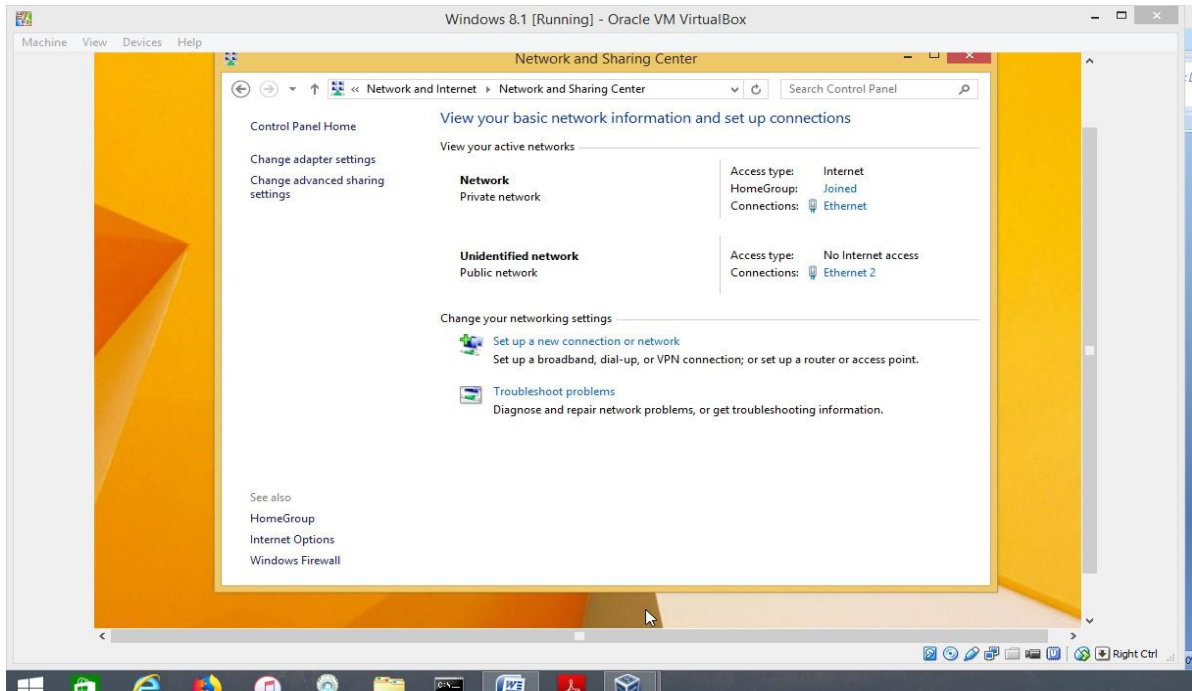 Windows 8.1 [Running] - Oracle VM VirtualBox
Machine View Devices Help
Network and Sharing Center
« Network and Internet ▸ Network and Sharing Center
Search Control Panel
Control Panel Home
Change adapter settings
Change advanced sharing
settings
View your basic network information and set up connections
View your active networks
Network
Private network
Access type: Internet
HomeGroup: Joined
Connections: Ethernet
Unidentified network
Public network
Access type: No Internet access
Connections: Ethernet 2
Change your networking settings
Set up a new connection or network
Set up a broadband, dial-up, or VPN connection; or set up a router or access point.
Troubleshoot problems
Diagnose and repair network problems, or get troubleshooting information.
See also
HomeGroup
Internet Options
Windows Firewall
Right Ctrl